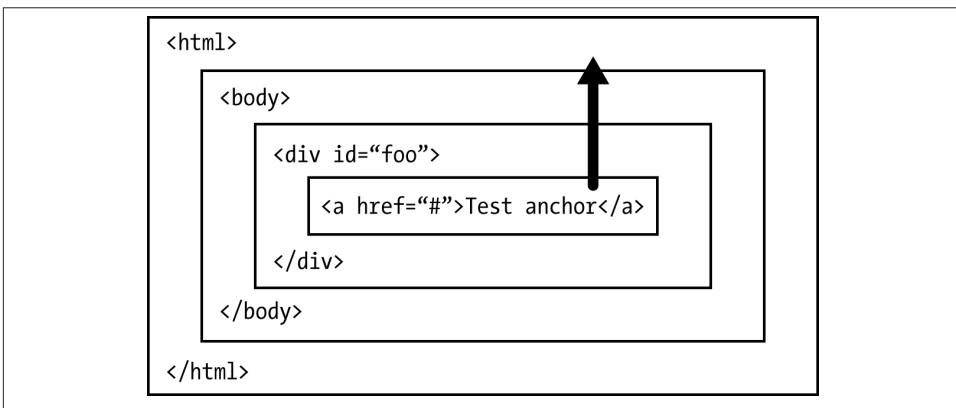 <html>
<body>
<div id=“foo”>
<a href=“#”>Test anchor</a>
</div>
</body>
</html>